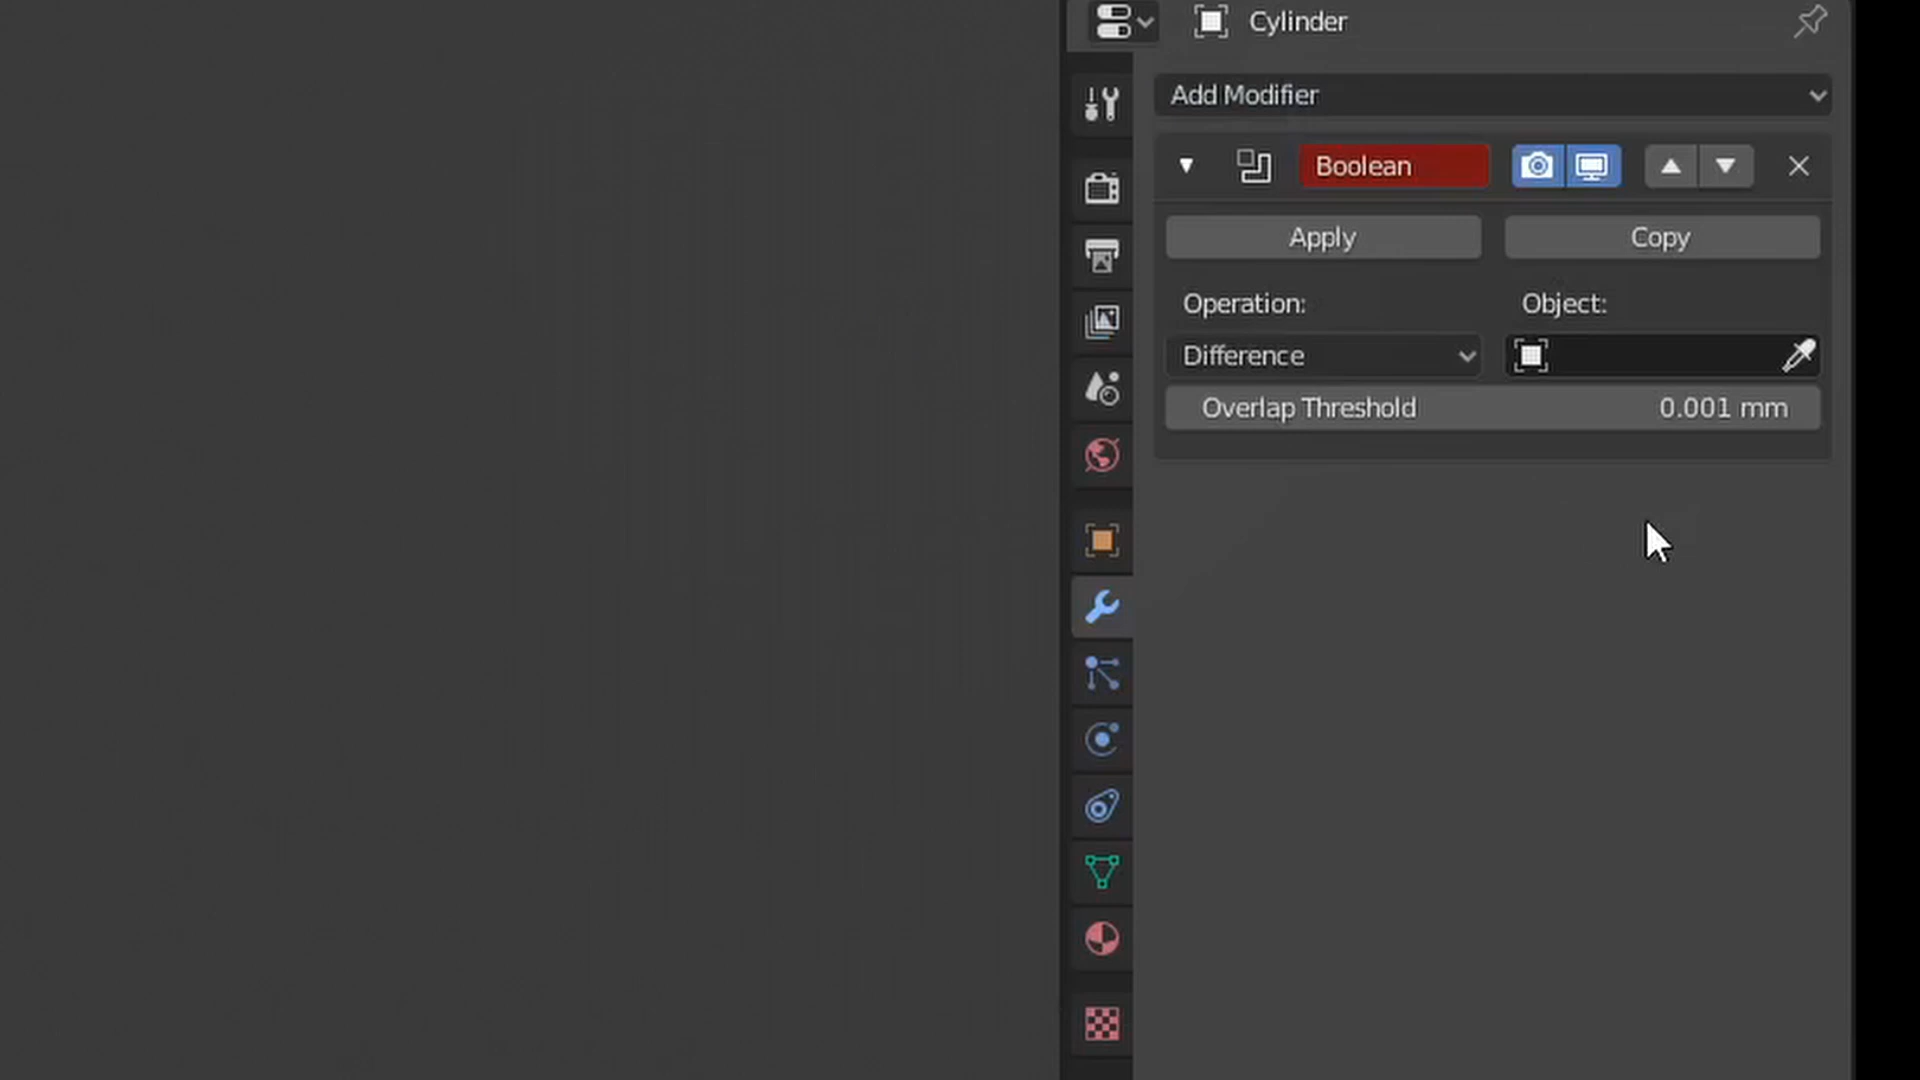 Cylinder
Add Modifier
Boolean
Apply Copy
Operation: Object:
Difference
Overlap Threshold 0.001 mm